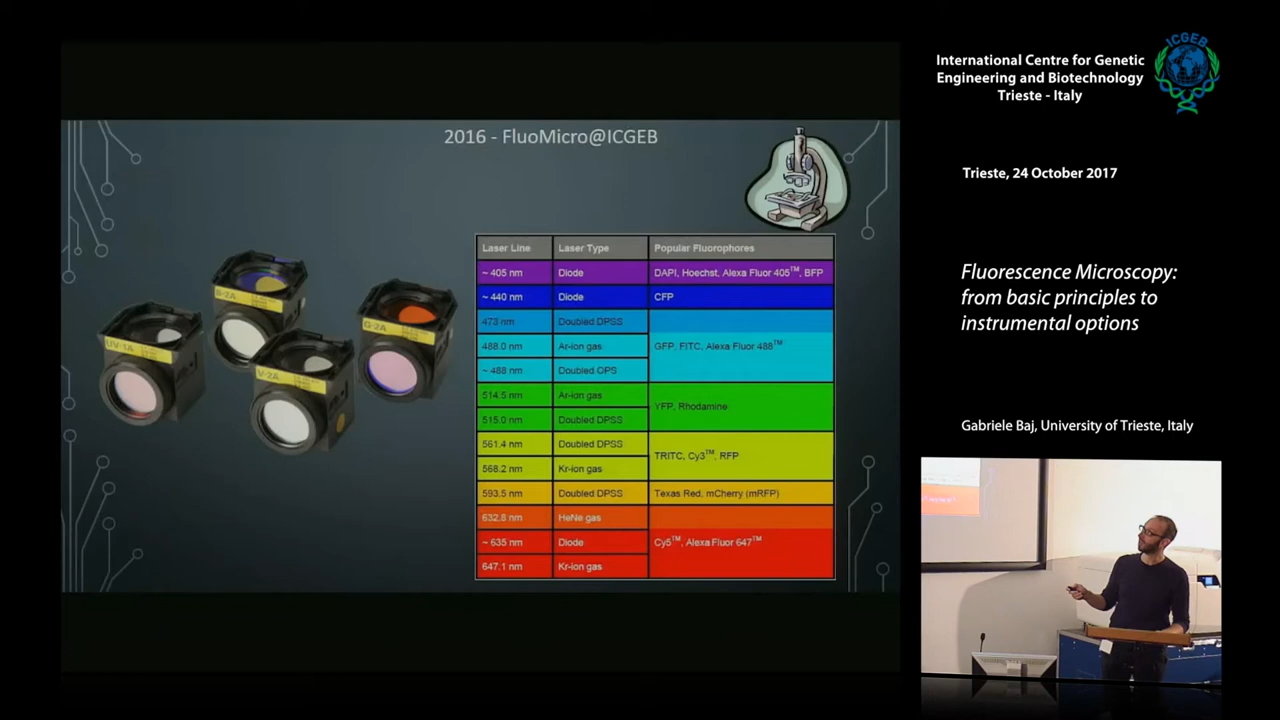 2016 - FluoMicro@ICGEB
Laser Line Laser Type Popular Fluorophores
~ 405 nm Diode DAPI, Hoechst, Alexa Fluor 405™, BFP
~ 440 nm Diode CFP
473 nm Doubled DPSS
488.0 nm Ar-ion gas GFP, FITC, Alexa Fluor 488™
~ 488 nm Doubled OPS
514.5 nm Ar-ion gas
YFP, Rhodamine
515.0 nm Doubled DPSS
561.4 nm Doubled DPSS
TRITC, Cy3™, RFP
568.2 nm Kr-ion gas
593.5 nm Doubled DPSS Texas Red, mCherry (mRFP)
632.8 nm HeNe gas
~ 635 nm Diode Cy5™, Alexa Fluor 647™
647.1 nm Kr-ion gas
UV-1A
B-2A
V-2A
G-2A
International Centre for Genetic
Engineering and Biotechnology
Trieste - Italy
ICGEB
Trieste, 24 October 2017
Fluorescence Microscopy:
from basic principles to
instrumental options
Gabriele Baj, University of Trieste, Italy